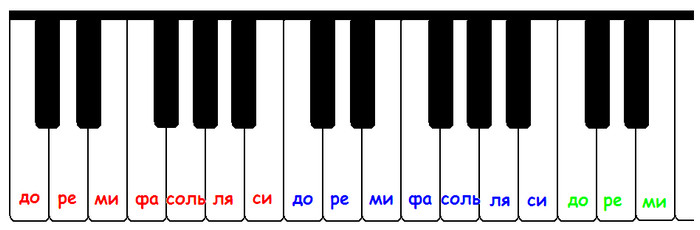 до ре ми фа соль ля си до ре ми фа соль ля си до ре ми